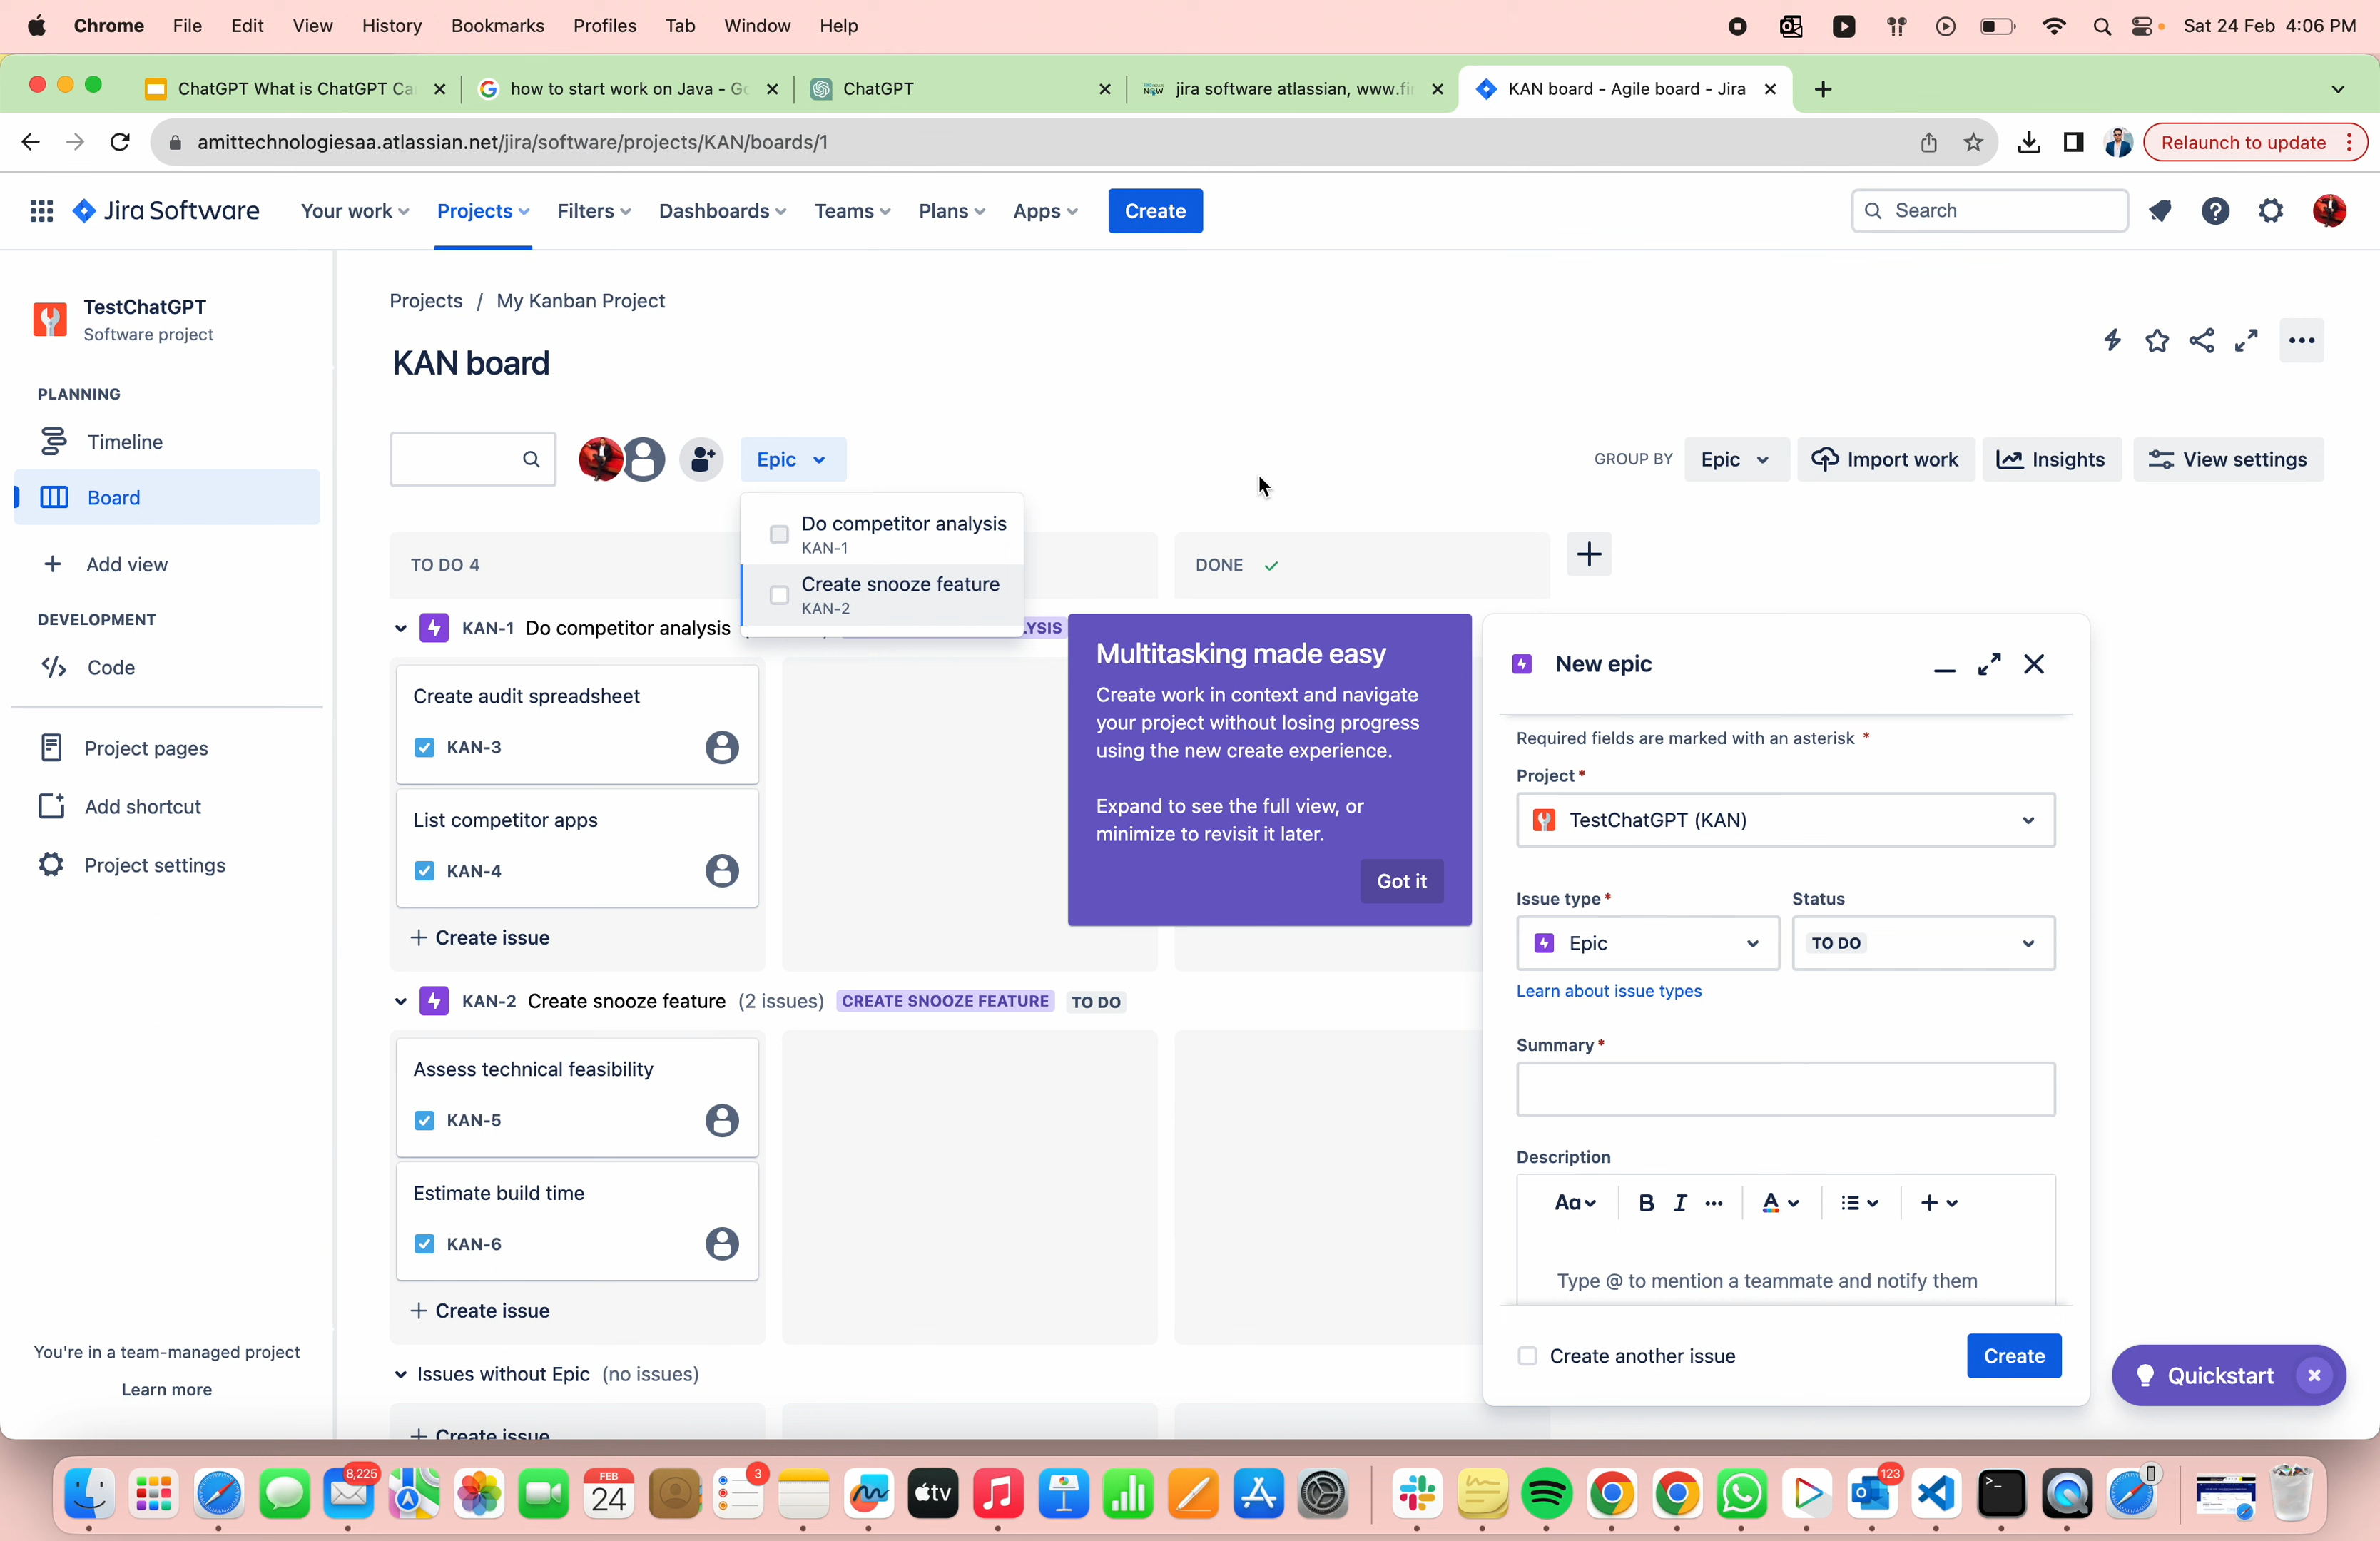 Chrome File Edit View History Bookmarks Profiles Tab Window Help Sat 24 Feb 4:06 PM
ChatGPT What is ChatGPT Ca
how to start work on Java - Go
ChatGPT
jira software atlassian, www.fi
KAN board - Agile board - Jira
amittechnologiesaa.atlassian.net/jira/software/projects/KAN/boards/1
Relaunch to update
Jira Software Your work Projects Filters Dashboards Teams Plans Apps Create
Search
TestChatGPT
Software project
PLANNING
Timeline
Board
Add view
DEVELOPMENT
Code
Project pages
Add shortcut
Project settings
You're in a team-managed project
Learn more
Projects / My Kanban Project
KAN board
Epic
GROUP BY Epic Import work Insights View settings
Do competitor analysis
KAN-1
Create snooze feature
KAN-2
TO DO 4
DONE
KAN-1 Do competitor analysis
YSIS
Create audit spreadsheet
KAN-3
List competitor apps
KAN-4
+ Create issue
KAN-2 Create snooze feature (2 issues) CREATE SNOOZE FEATURE TO DO
Assess technical feasibility
KAN-5
Estimate build time
KAN-6
+ Create issue
Issues without Epic (no issues)
+ Create issue
Multitasking made easy
Create work in context and navigate
your project without losing progress
using the new create experience.
Expand to see the full view, or
minimize to revisit it later.
Got it
New epic
Required fields are marked with an asterisk *
Project *
TestChatGPT (KAN)
Issue type * Status
Epic TO DO
Learn about issue types
Summary *
Description
Aa B I ... A
Type @ to mention a teammate and notify them
Create another issue Create
Quickstart
8,225
FEB
24
3
tv
123